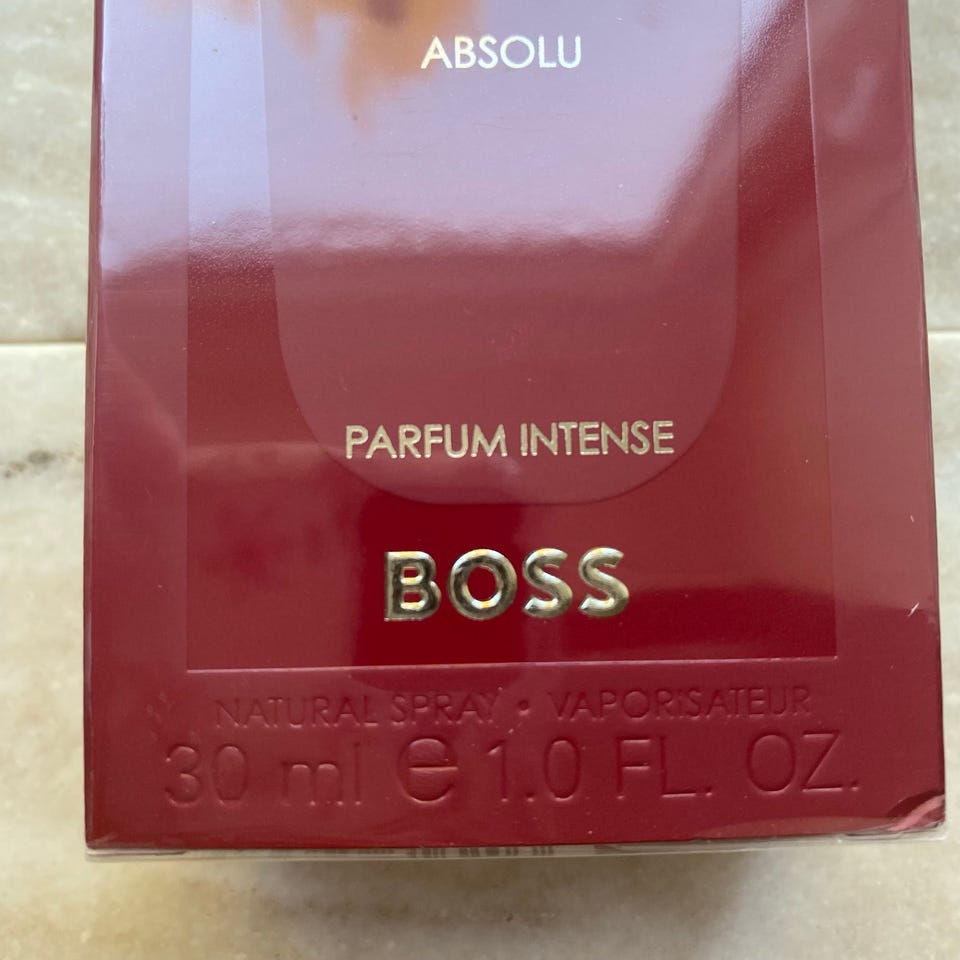 ABSOLU
PARFUM INTENSE
BOSS
NATURAL SPRAY • VAPORISATEUR
30 ml ℮ 1.0 FL. OZ.